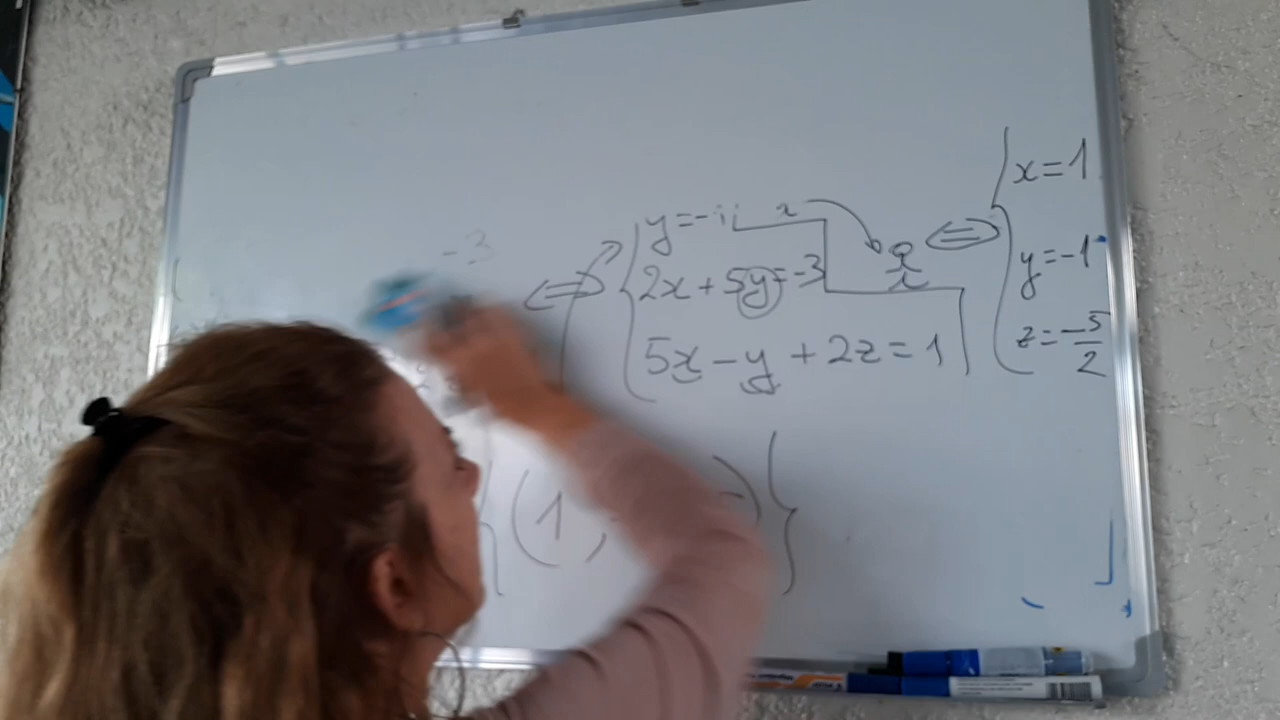 -3
⇔
y=-1
2x+5y=-3
5x-y+2z=1
⇔
x=1
y=-1
z=-5/2
{(1,
)}